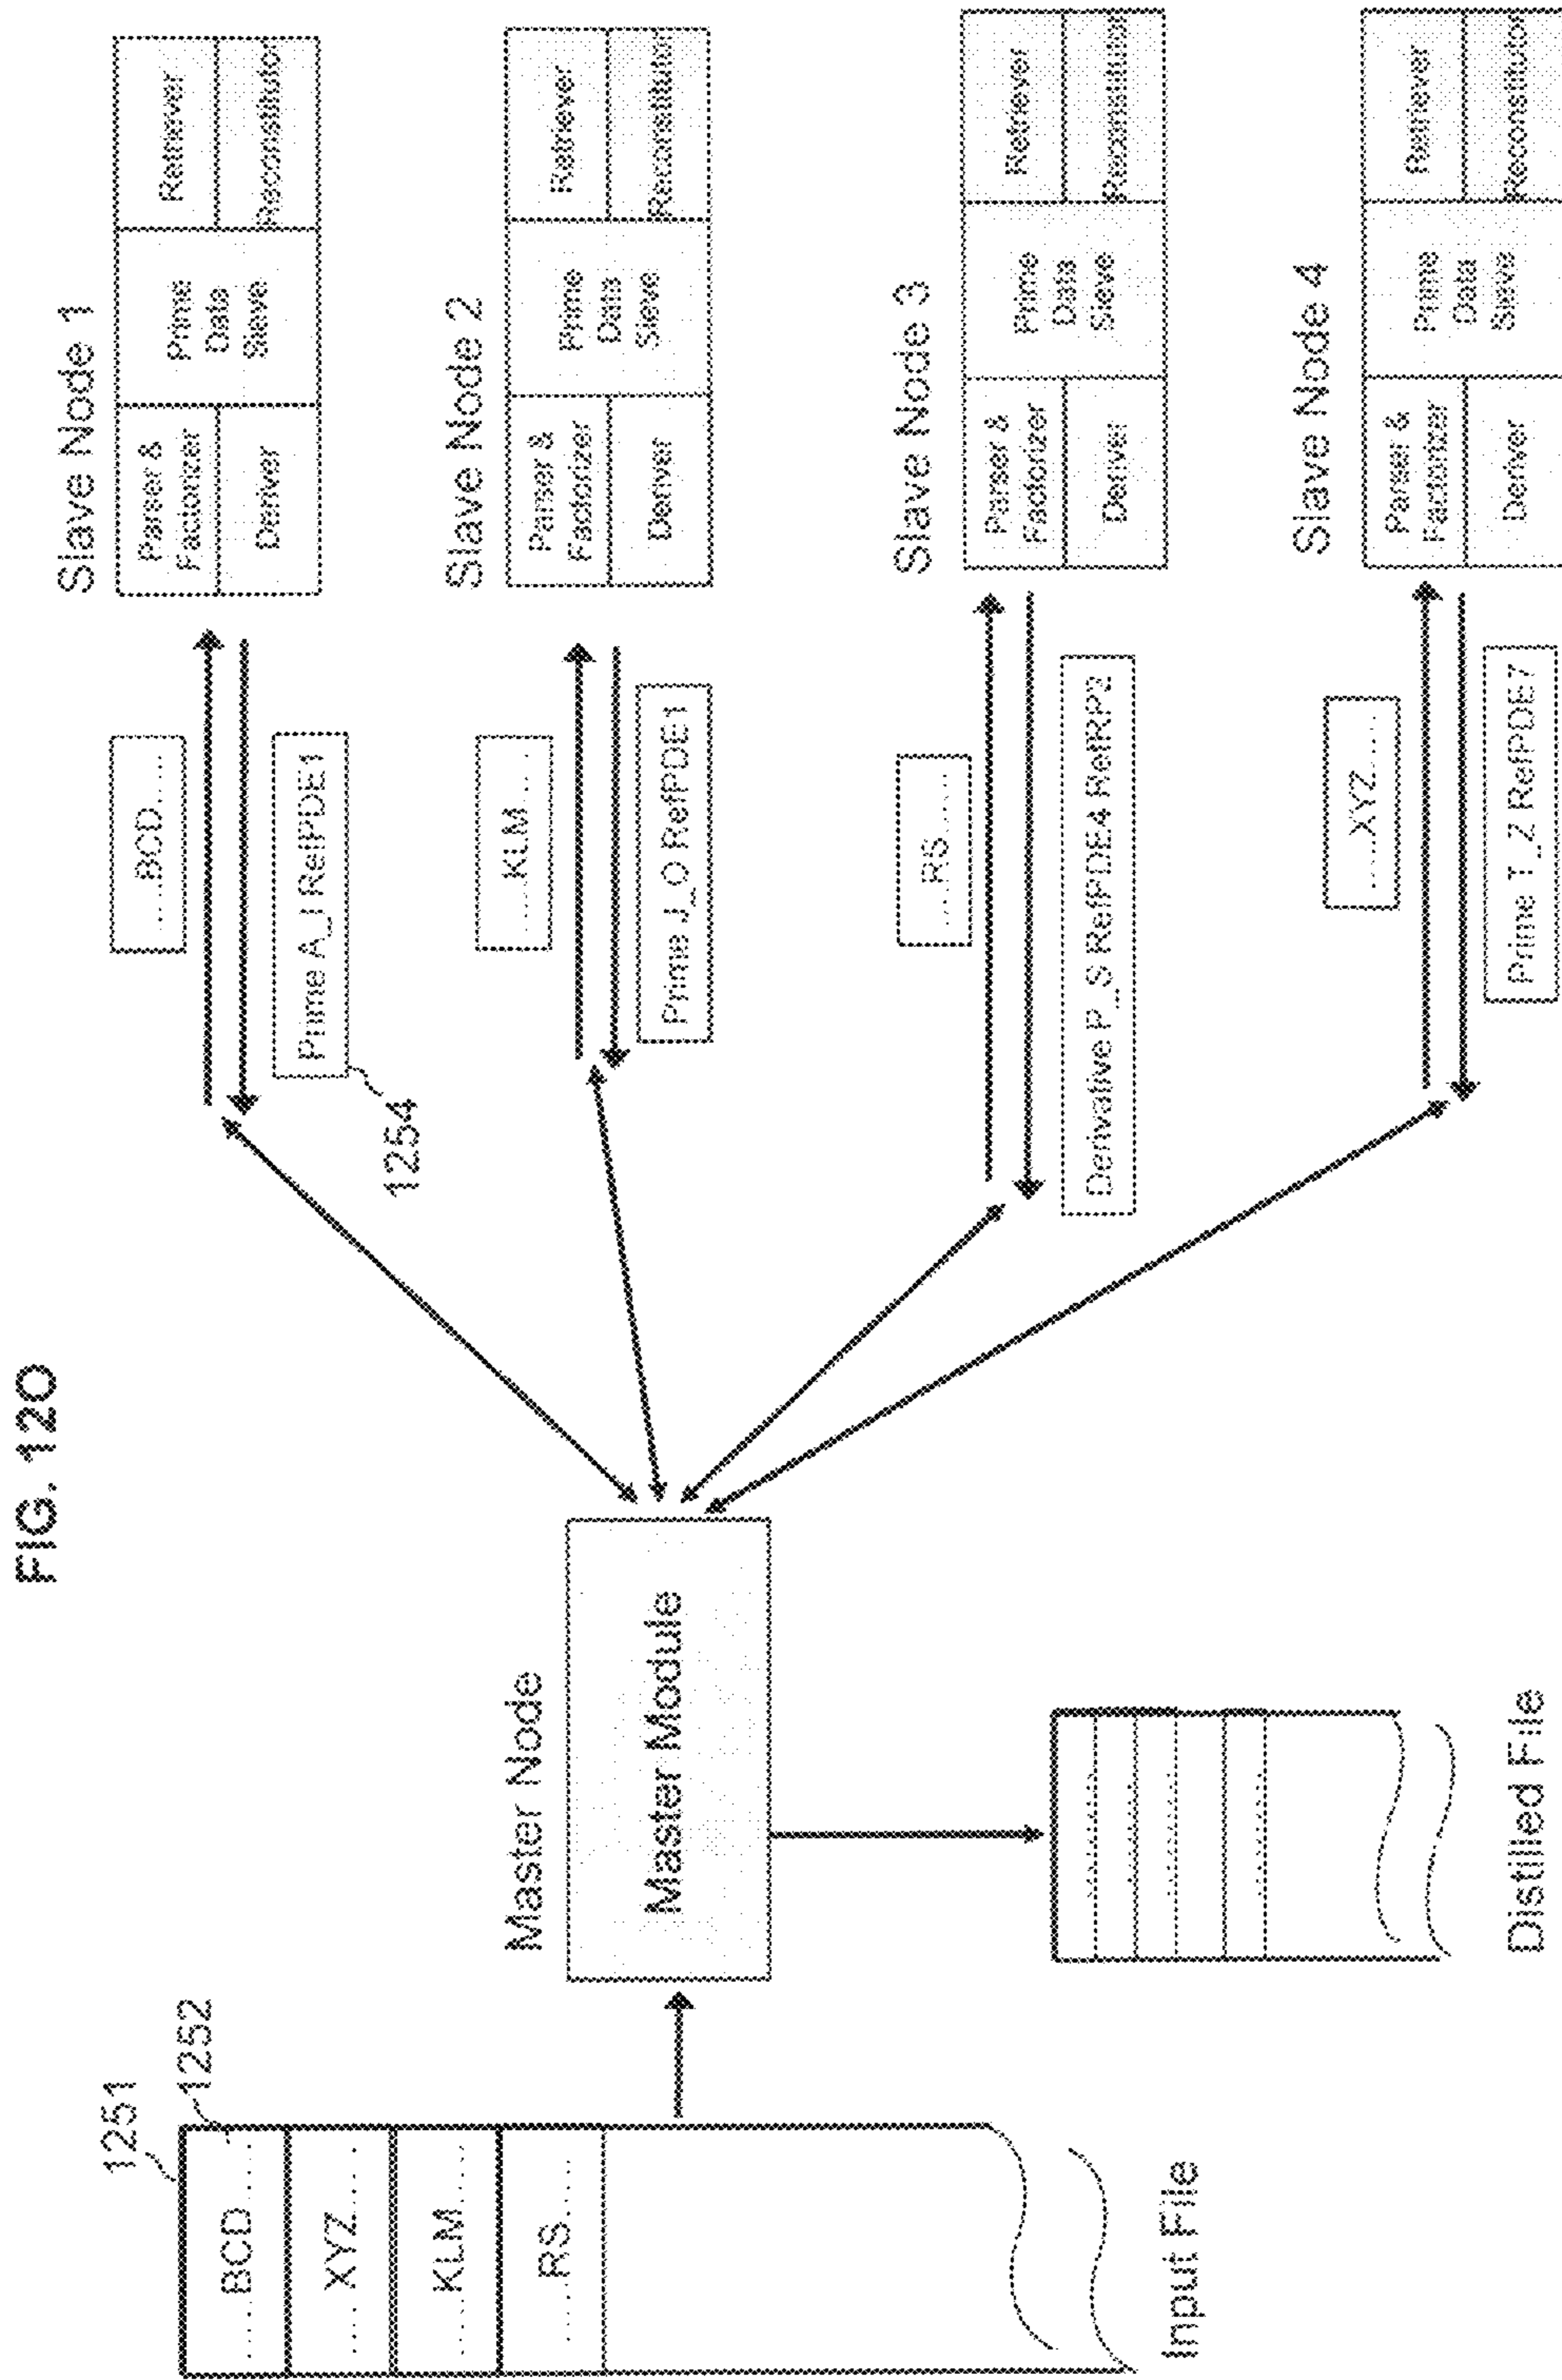 FIG. 12O
1251
1252
.....BCD.....
.....XYZ.....
.....KLM.....
.....RS.....
Input File
Master Node
Master Module
Distilled File
.....BCD.....
Prime A_I RefPDE1
1254
Slave Node 1
Parser &
Factorizer
Deriver
Prime
Data
Sieve
Retriever
Reconstitutor
.....KLM.....
Prime J_O RefPDE1
Slave Node 2
Parser &
Factorizer
Deriver
Prime
Data
Sieve
Retriever
Reconstitutor
.....RS.....
Derivative P_S RefPDE4 RefRP2
Slave Node 3
Parser &
Factorizer
Deriver
Prime
Data
Sieve
Retriever
Reconstitutor
.....XYZ.....
Prime T_Z RefPDE7
Slave Node 4
Parser &
Factorizer
Deriver
Prime
Data
Sieve
Retriever
Reconstitutor